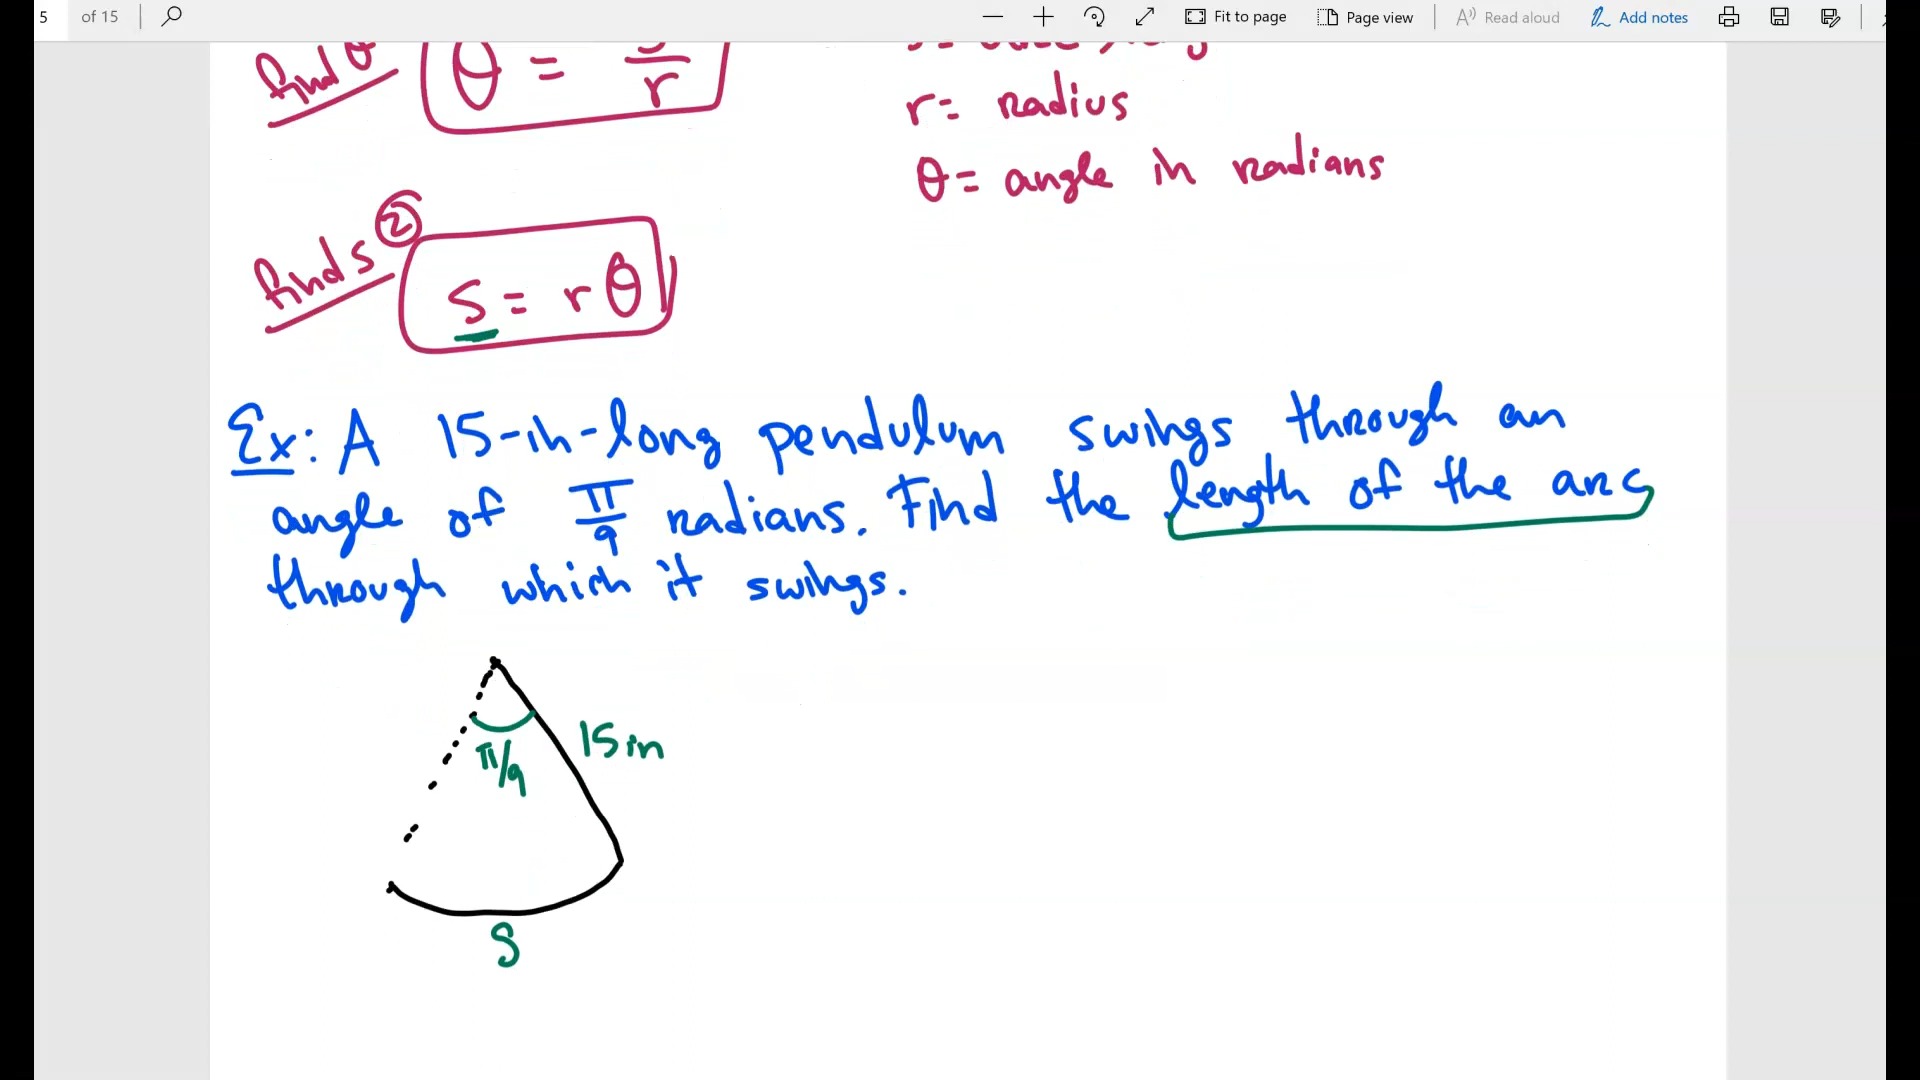 5 of 15 Fit to page Page view Read aloud Add notes
find θ θ = s/r
r = radius
θ = angle in radians
find s ② s = rθ
Ex: A 15-in-long pendulum swings through an
angle of π/9 radians. Find the length of the arc
through which it swings.
π/9 15 in
S